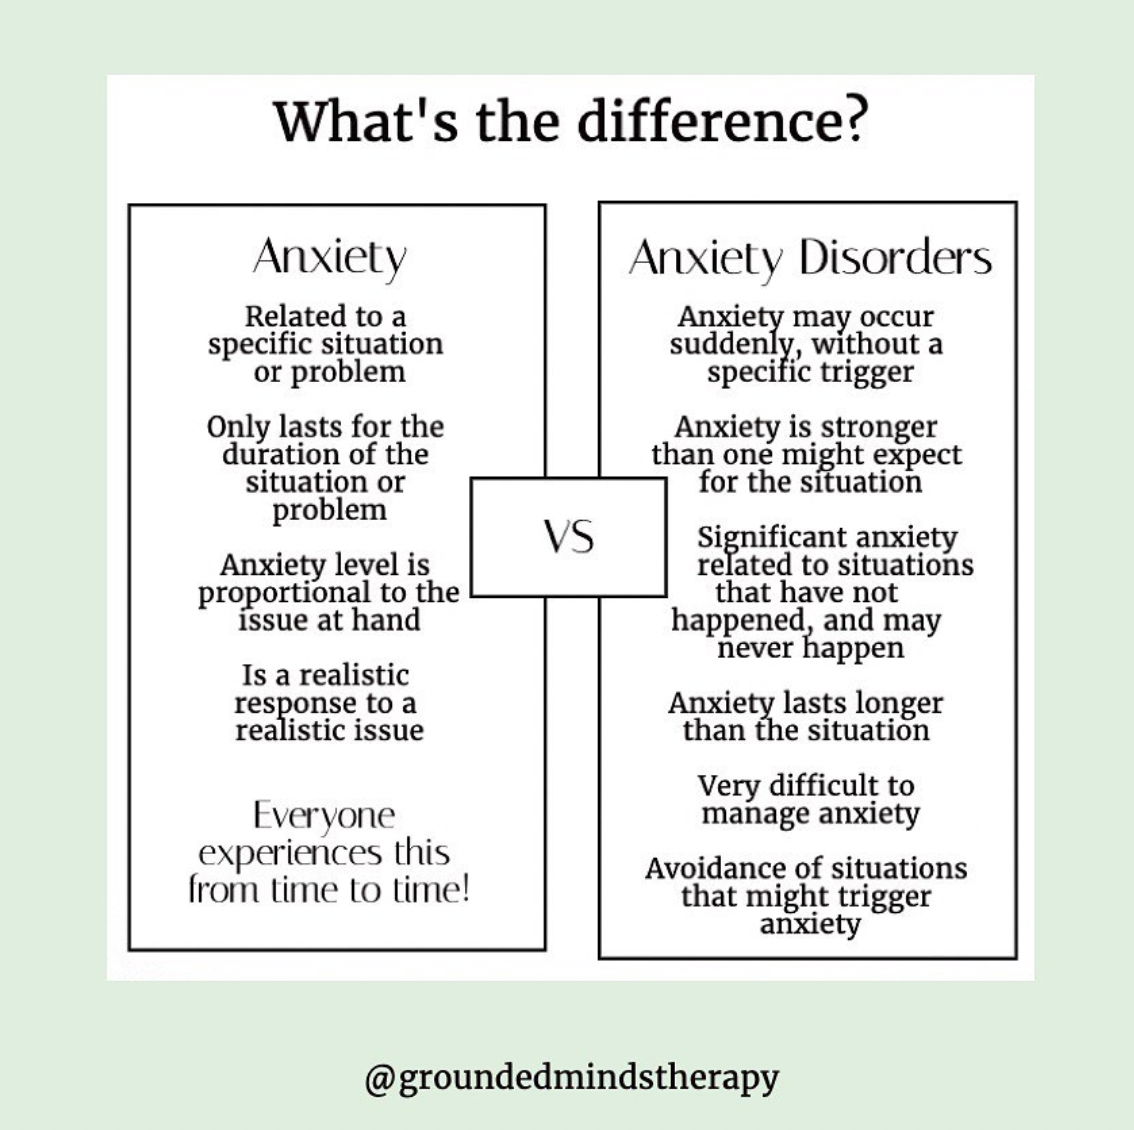 What's the difference?
Anxiety
Related to a
specific situation
or problem
Only lasts for the
duration of the
situation or
problem
Anxiety level is
proportional to the
issue at hand
Is a realistic
response to a
realistic issue
Everyone
experiences this
from time to time!
VS
Anxiety Disorders
Anxiety may occur
suddenly, without a
specific trigger
Anxiety is stronger
than one might expect
for the situation
Significant anxiety
related to situations
that have not
happened, and may
never happen
Anxiety lasts longer
than the situation
Very difficult to
manage anxiety
Avoidance of situations
that might trigger
anxiety
@groundedmindstherapy